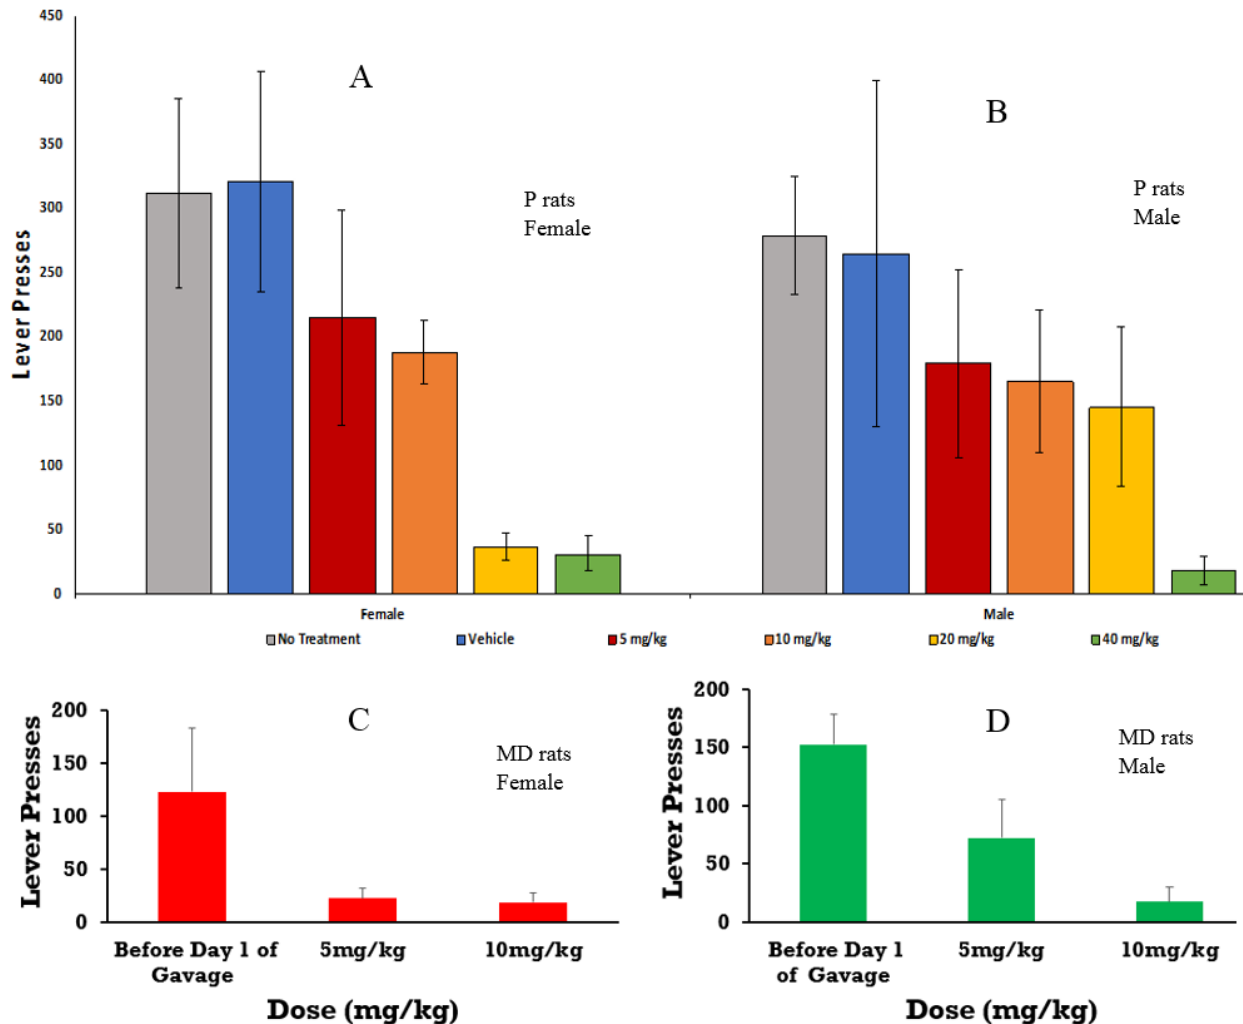 450
400
350
300
250
200
150
100
50
0
Lever Presses
A
P rats
Female
B
P rats
Male
Female
Male
No Treatment
Vehicle
5 mg/kg
10 mg/kg
20 mg/kg
40 mg/kg
200
150
100
50
0
Lever Presses
C
MD rats
Female
Before Day 1 of
Gavage
5mg/kg
10mg/kg
Dose (mg/kg)
200
150
100
50
0
Lever Presses
D
MD rats
Male
Before Day 1
of Gavage
5mg/kg
10mg/kg
Dose (mg/kg)